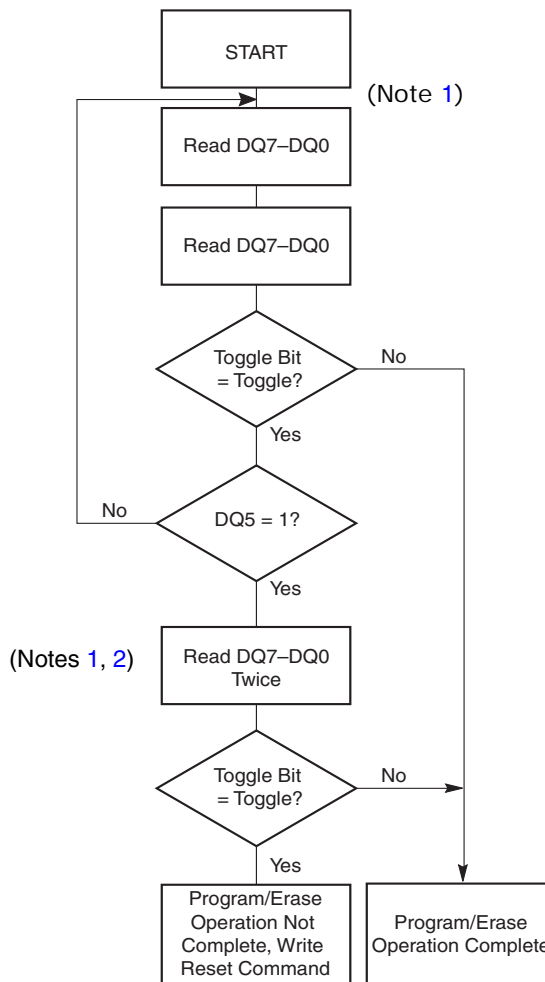 START
(Note 1)
Read DQ7–DQ0
Read DQ7–DQ0
Toggle Bit
= Toggle?
No
Yes
No
DQ5 = 1?
Yes
(Notes 1, 2)
Read DQ7–DQ0
Twice
Toggle Bit
= Toggle?
No
Yes
Program/Erase
Operation Not
Complete, Write
Reset Command
Program/Erase
Operation Complete